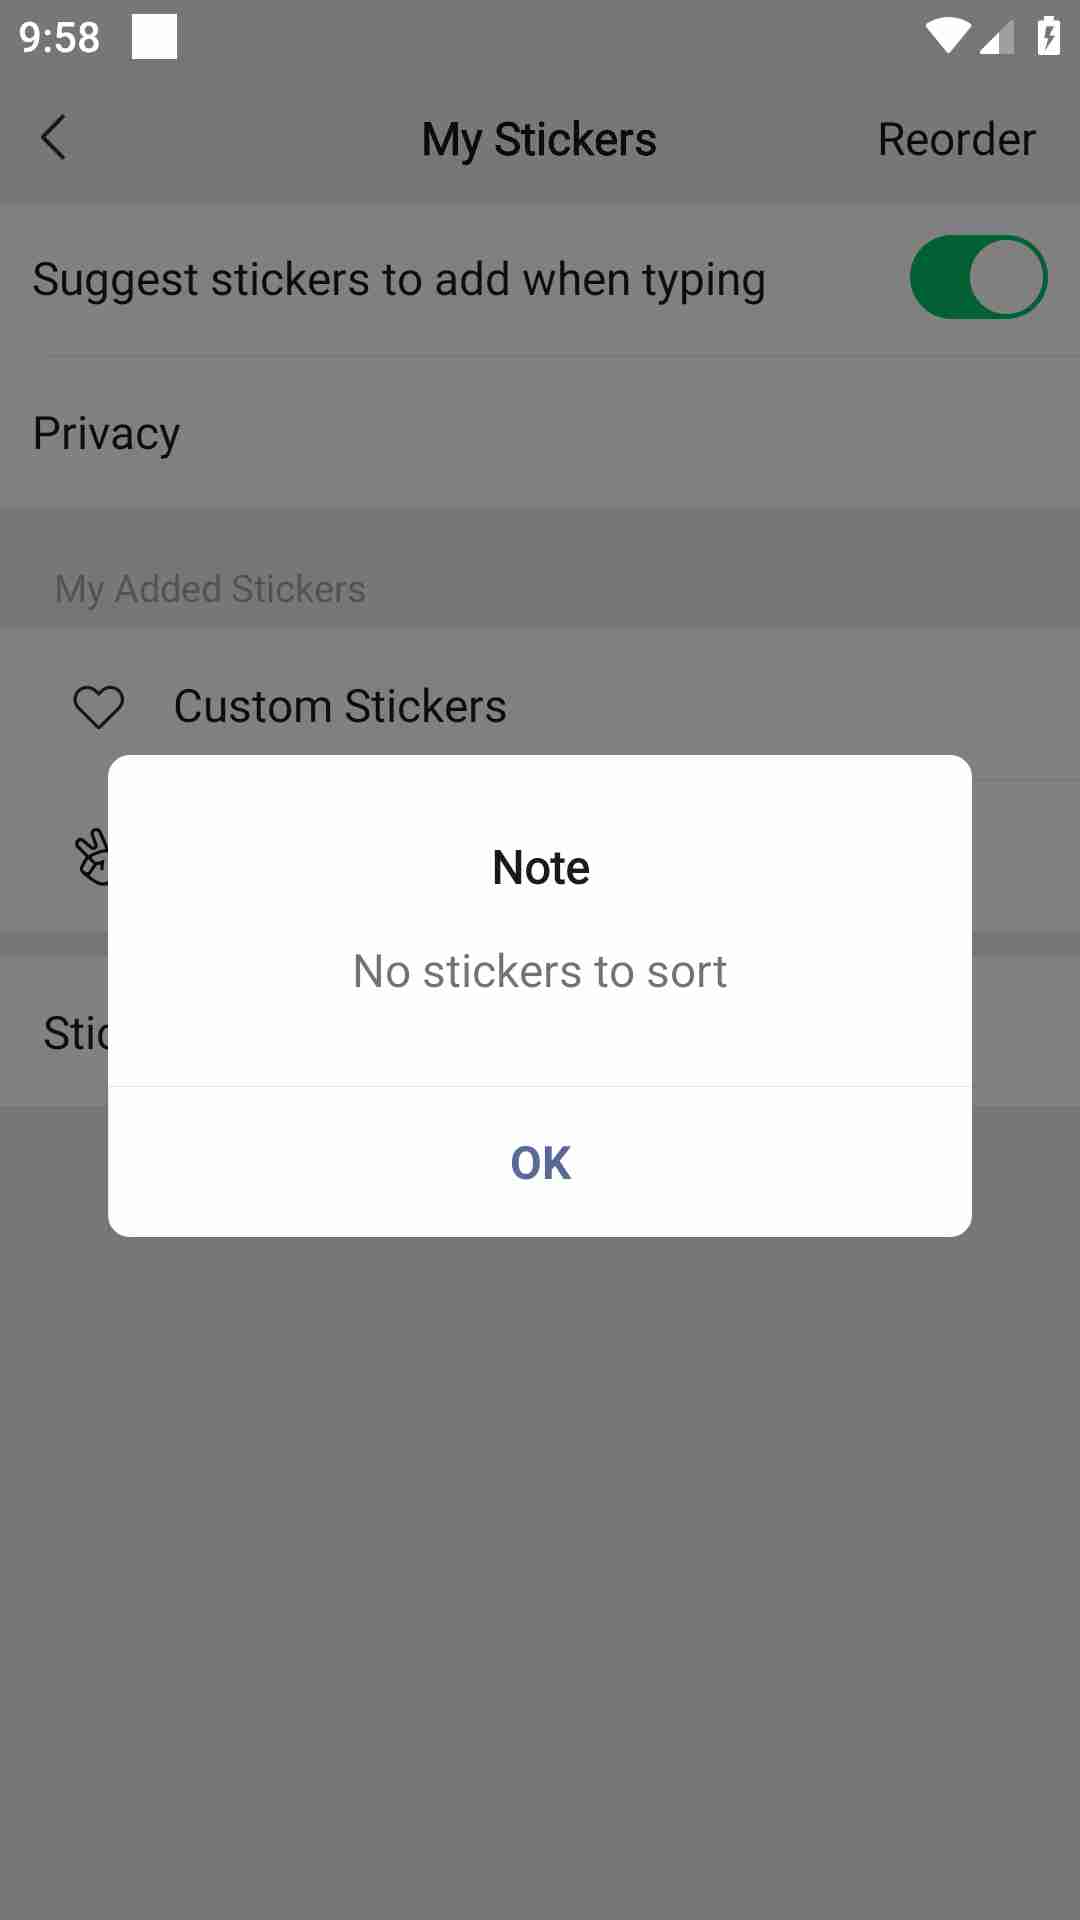 9:58
My Stickers
Reorder
Suggest stickers to add when typing
Privacy
My Added Stickers
Custom Stickers
Note
No stickers to sort
OK